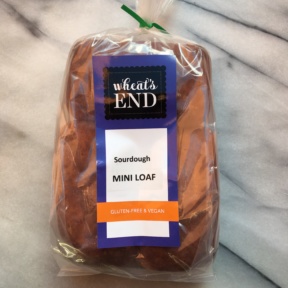 wheat's
END
Sourdough
MINI LOAF
GLUTEN FREE & VEGAN